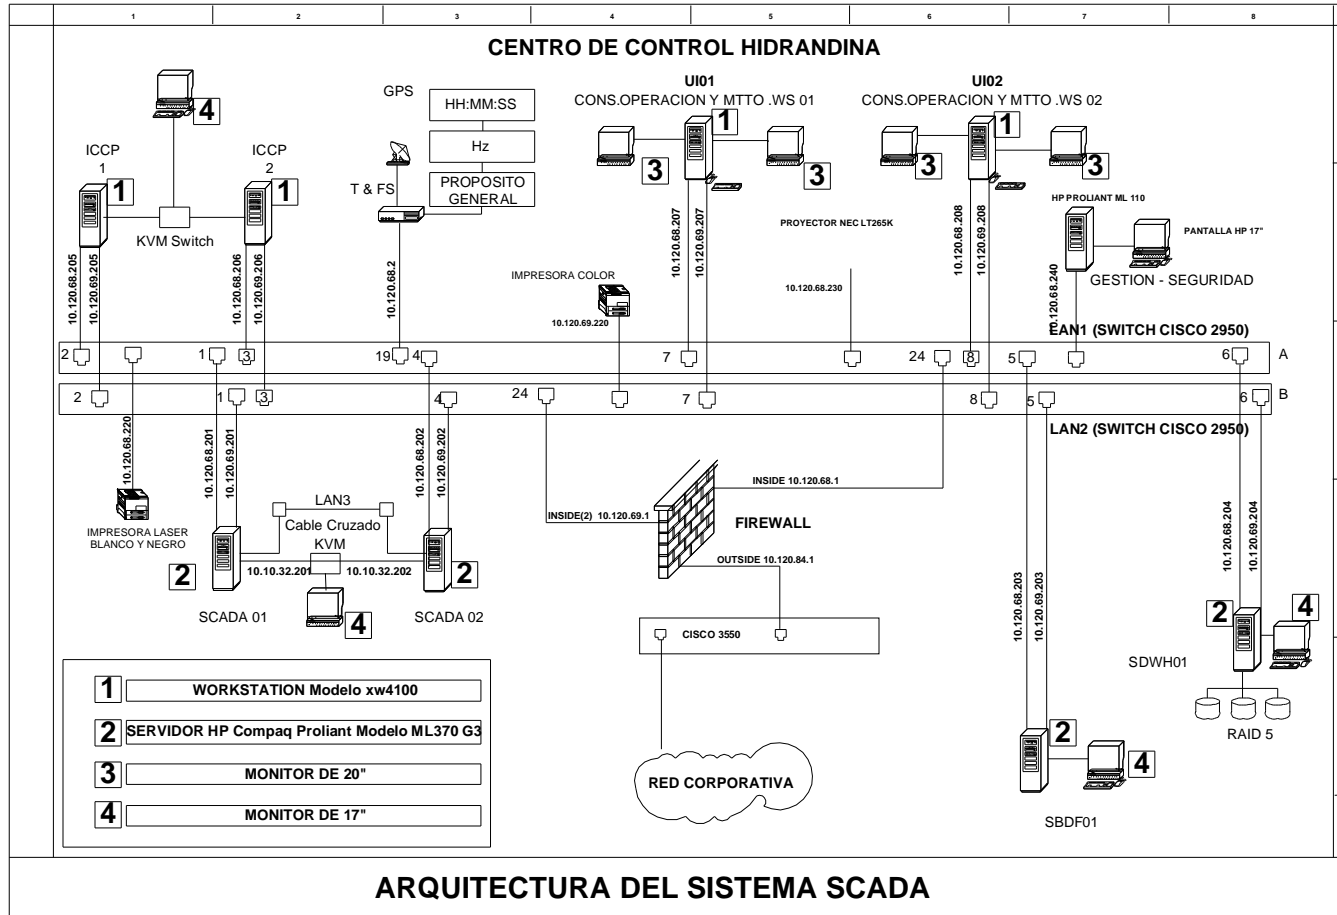 1 2 3 4 5 6 7 8
CENTRO DE CONTROL HIDRANDINA
4
ICCP
1
1
ICCP
2
1
KVM Switch
GPS
T & FS
HH:MM:SS
Hz
PROPOSITO
GENERAL
UI01
CONS.OPERACION Y MTTO .WS 01
1
3
3
UI02
CONS.OPERACION Y MTTO .WS 02
1
3
3
HP PROLIANT ML 110
PANTALLA HP 17"
GESTION - SEGURIDAD
PROYECTOR NEC LT265K
10.120.68.230
IMPRESORA COLOR
10.120.69.220
10.120.68.205
10.120.69.205
10.120.68.206
10.120.69.206
10.120.68.2
10.120.68.207
10.120.69.207
10.120.68.208
10.120.69.208
10.120.68.240
LAN1 (SWITCH CISCO 2950)
2 1 3 19 4 7 24 8 5 6 A
2 1 3 4 24 7 8 5 6 B
LAN2 (SWITCH CISCO 2950)
10.120.68.220
10.120.68.201
10.120.69.201
10.120.68.202
10.120.69.202
IMPRESORA LASER
BLANCO Y NEGRO
LAN3
Cable Cruzado
KVM
10.10.32.201
10.10.32.202
2
2
SCADA 01
SCADA 02
4
INSIDE 10.120.68.1
INSIDE(2) 10.120.69.1
FIREWALL
OUTSIDE 10.120.84.1
CISCO 3550
RED CORPORATIVA
10.120.68.203
10.120.69.203
10.120.68.204
10.120.69.204
2
4
SDWH01
RAID 5
2
4
SBDF01
1 WORKSTATION Modelo xw4100
2 SERVIDOR HP Compaq Proliant Modelo ML370 G3
3 MONITOR DE 20"
4 MONITOR DE 17"
ARQUITECTURA DEL SISTEMA SCADA